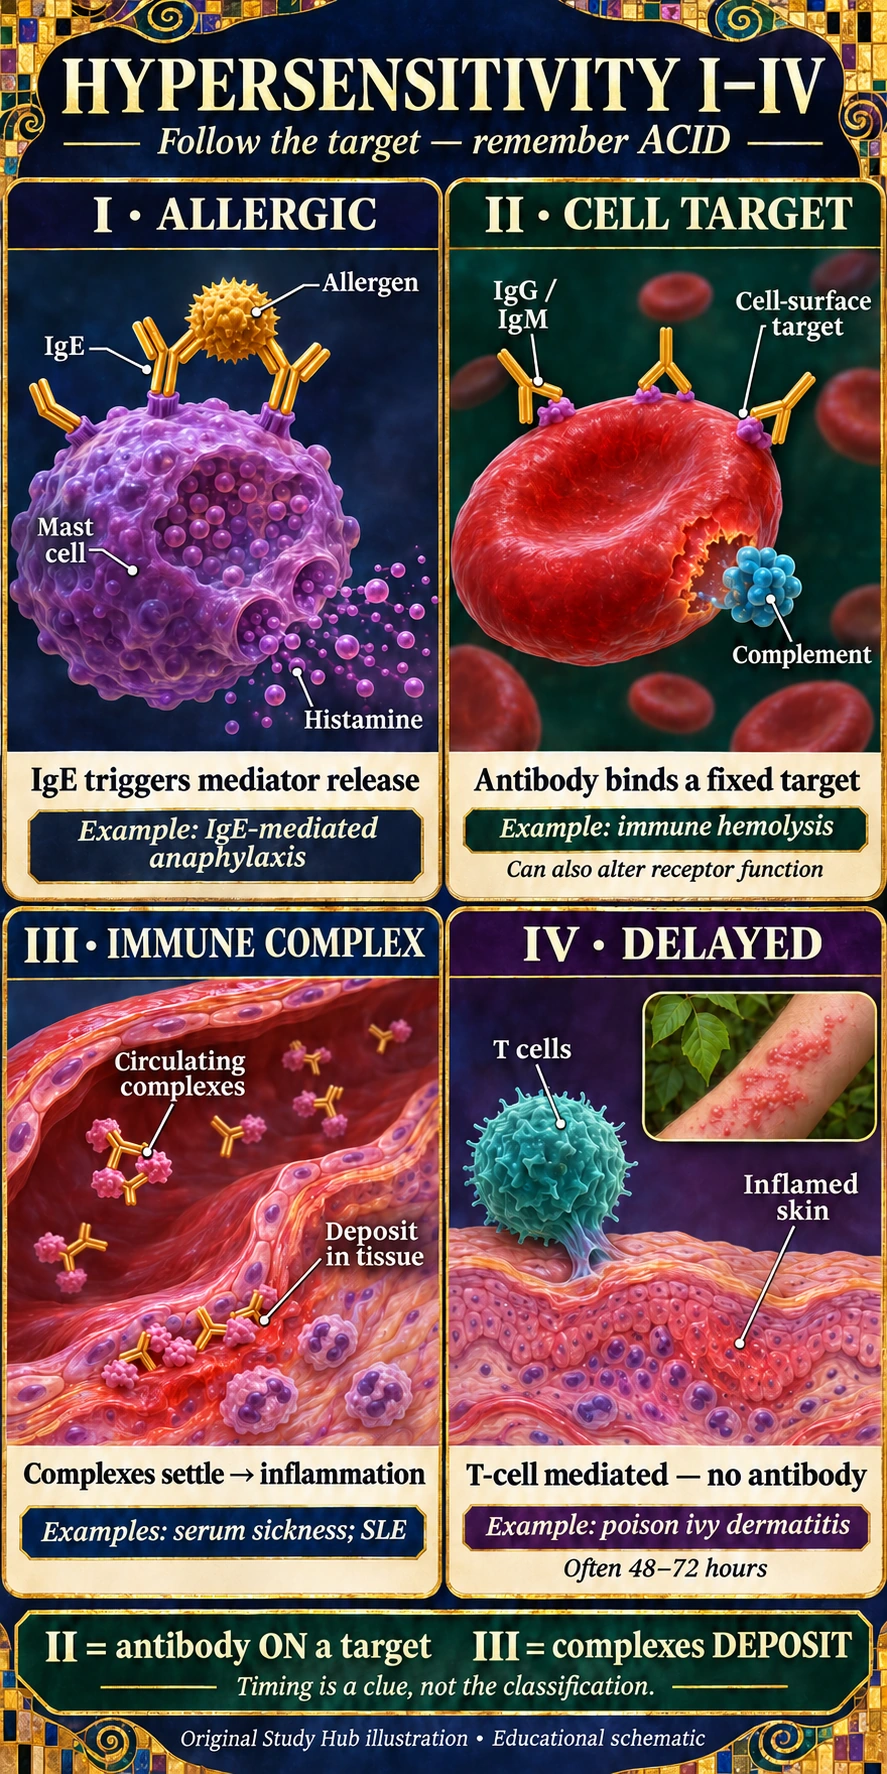 HYPERSENSITIVITY I–IV
Follow the target — remember ACID
I • ALLERGIC
Allergen
IgE
Mast
cell
Histamine
IgE triggers mediator release
Example: IgE-mediated
anaphylaxis
II • CELL TARGET
IgG /
IgM
Cell-surface
target
Complement
Antibody binds a fixed target
Example: immune hemolysis
Can also alter receptor function
III • IMMUNE COMPLEX
Circulating
complexes
Deposit
in tissue
Complexes settle → inflammation
Examples: serum sickness; SLE
IV • DELAYED
T cells
Inflamed
skin
T-cell mediated — no antibody
Example: poison ivy dermatitis
Often 48–72 hours
II = antibody ON a target III = complexes DEPOSIT
Timing is a clue, not the classification.
Original Study Hub illustration • Educational schematic